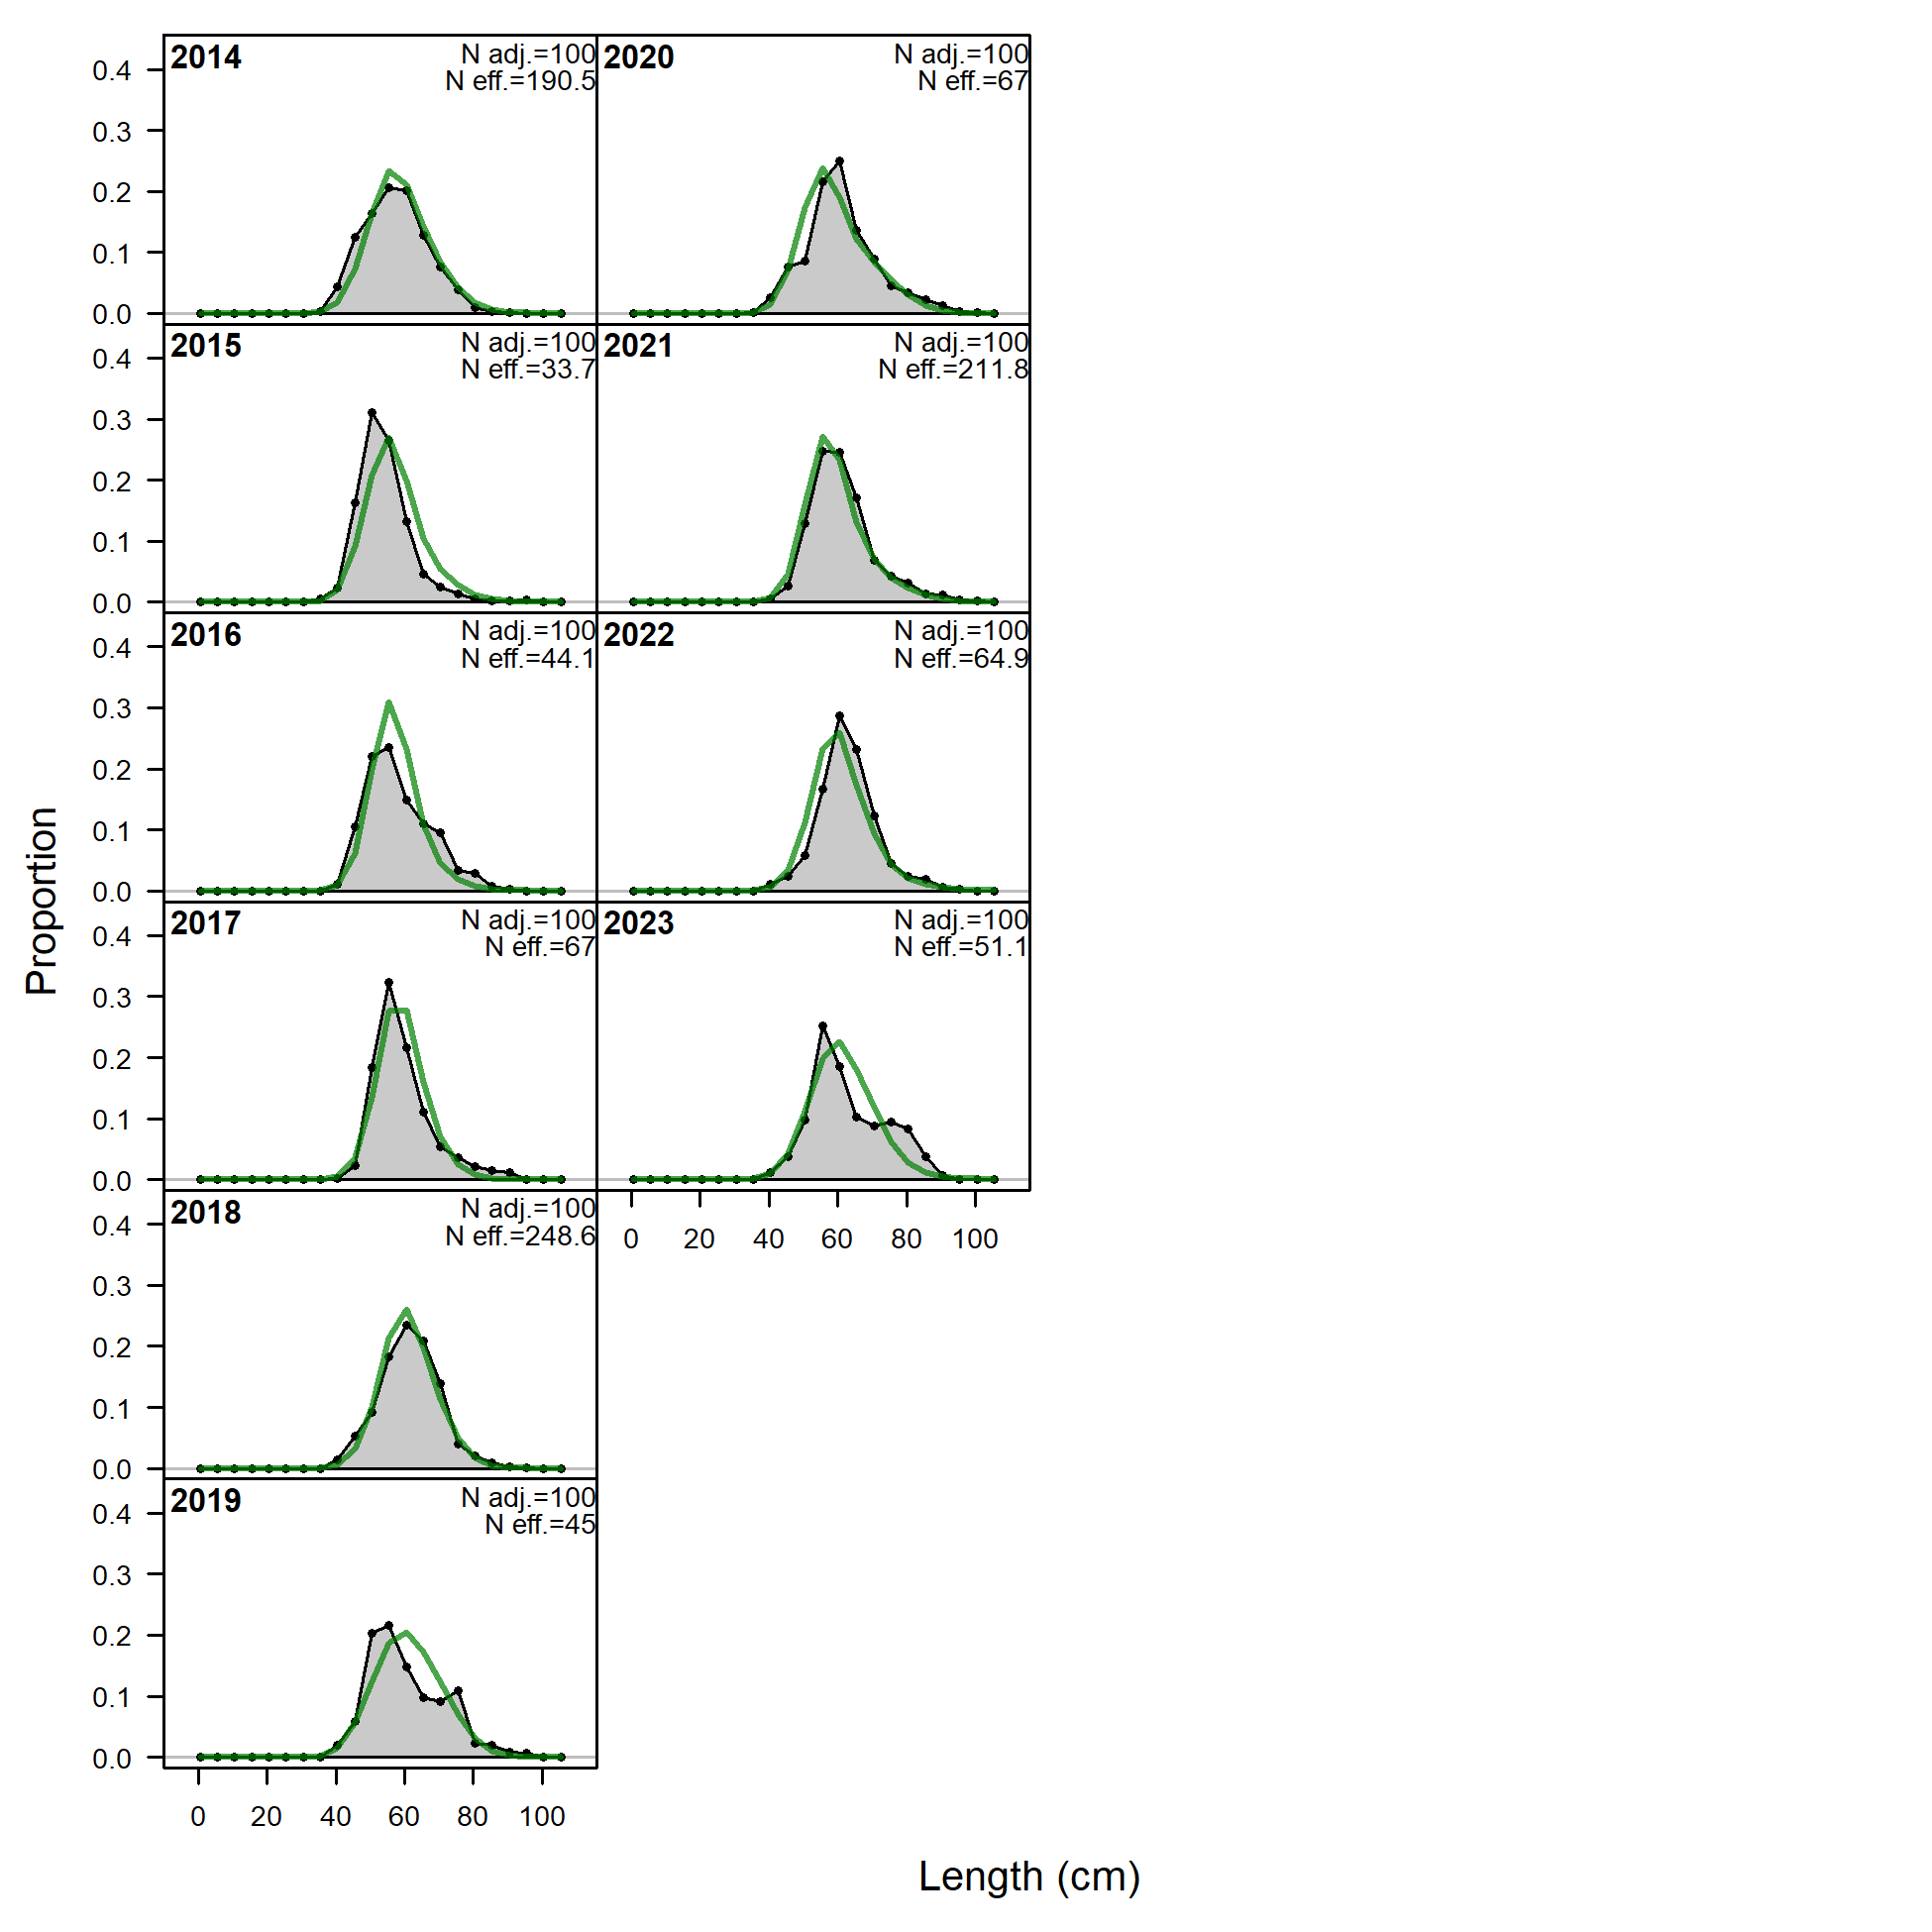 Proportion
2014
N adj.=100
N eff.=190.5
0.4
0.3
0.2
0.1
0.0
2015
N adj.=100
N eff.=33.7
0.4
0.3
0.2
0.1
0.0
2016
N adj.=100
N eff.=44.1
0.4
0.3
0.2
0.1
0.0
2017
N adj.=100
N eff.=67
0.4
0.3
0.2
0.1
0.0
2018
N adj.=100
N eff.=248.6
0.4
0.3
0.2
0.1
0.0
2019
N adj.=100
N eff.=45
0.4
0.3
0.2
0.1
0.0
0 20 40 60 80 100
2020
N adj.=100
N eff.=67
2021
N adj.=100
N eff.=211.8
2022
N adj.=100
N eff.=64.9
2023
N adj.=100
N eff.=51.1
0 20 40 60 80 100
Length (cm)